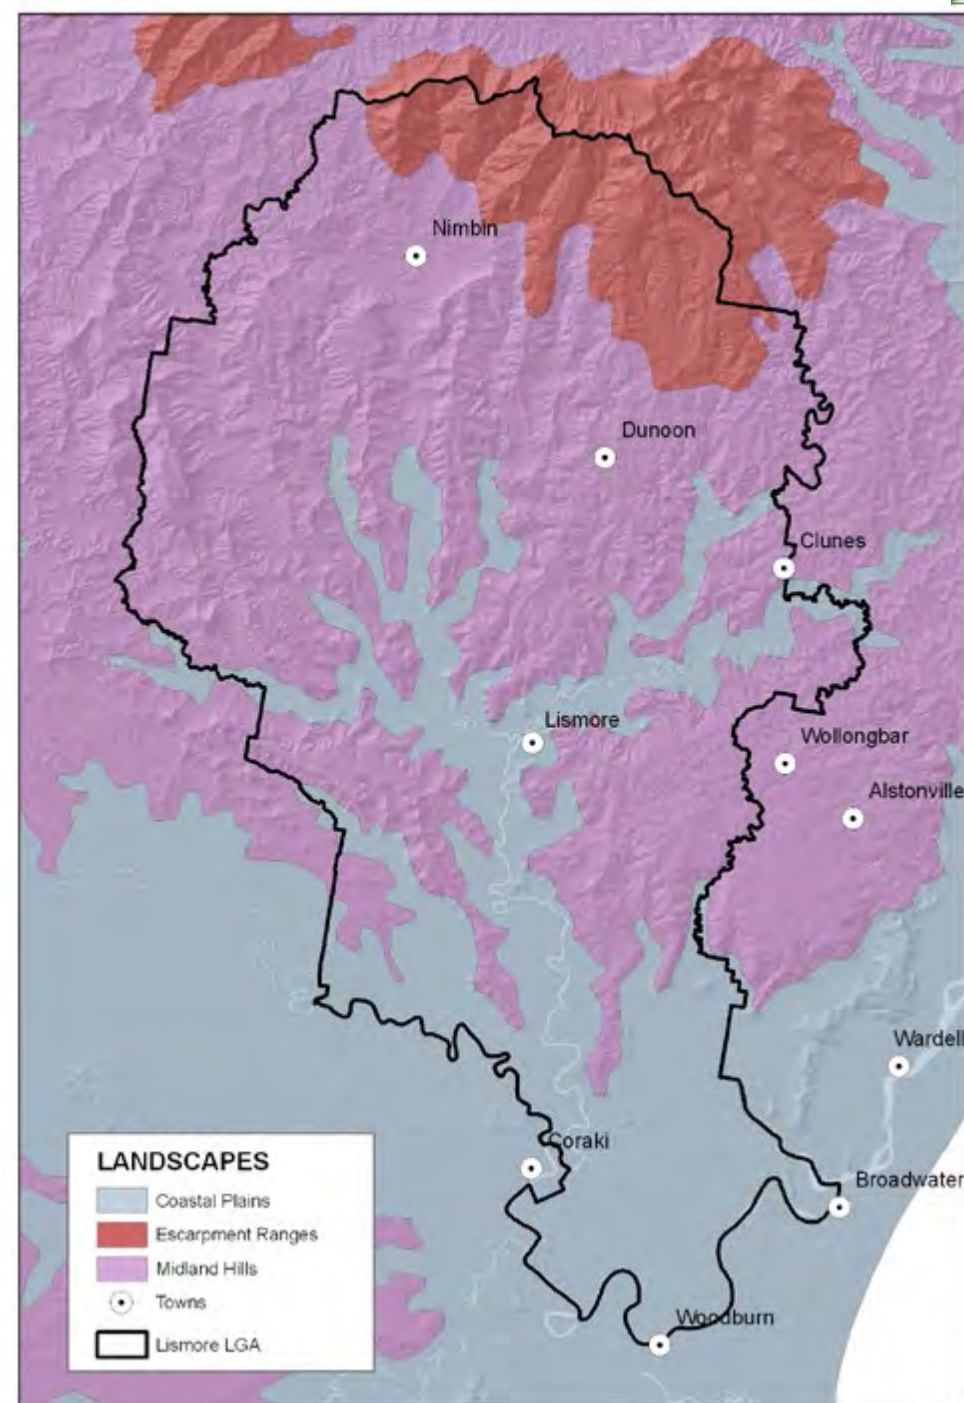 Nimbin
Dunoon
Clunes
Lismore
Wollongbar
Alstonville
Wardell
Coraki
Broadwater
Woodburn
LANDSCAPES
Coastal Plains
Escarpment Ranges
Midland Hills
Towns
Lismore LGA